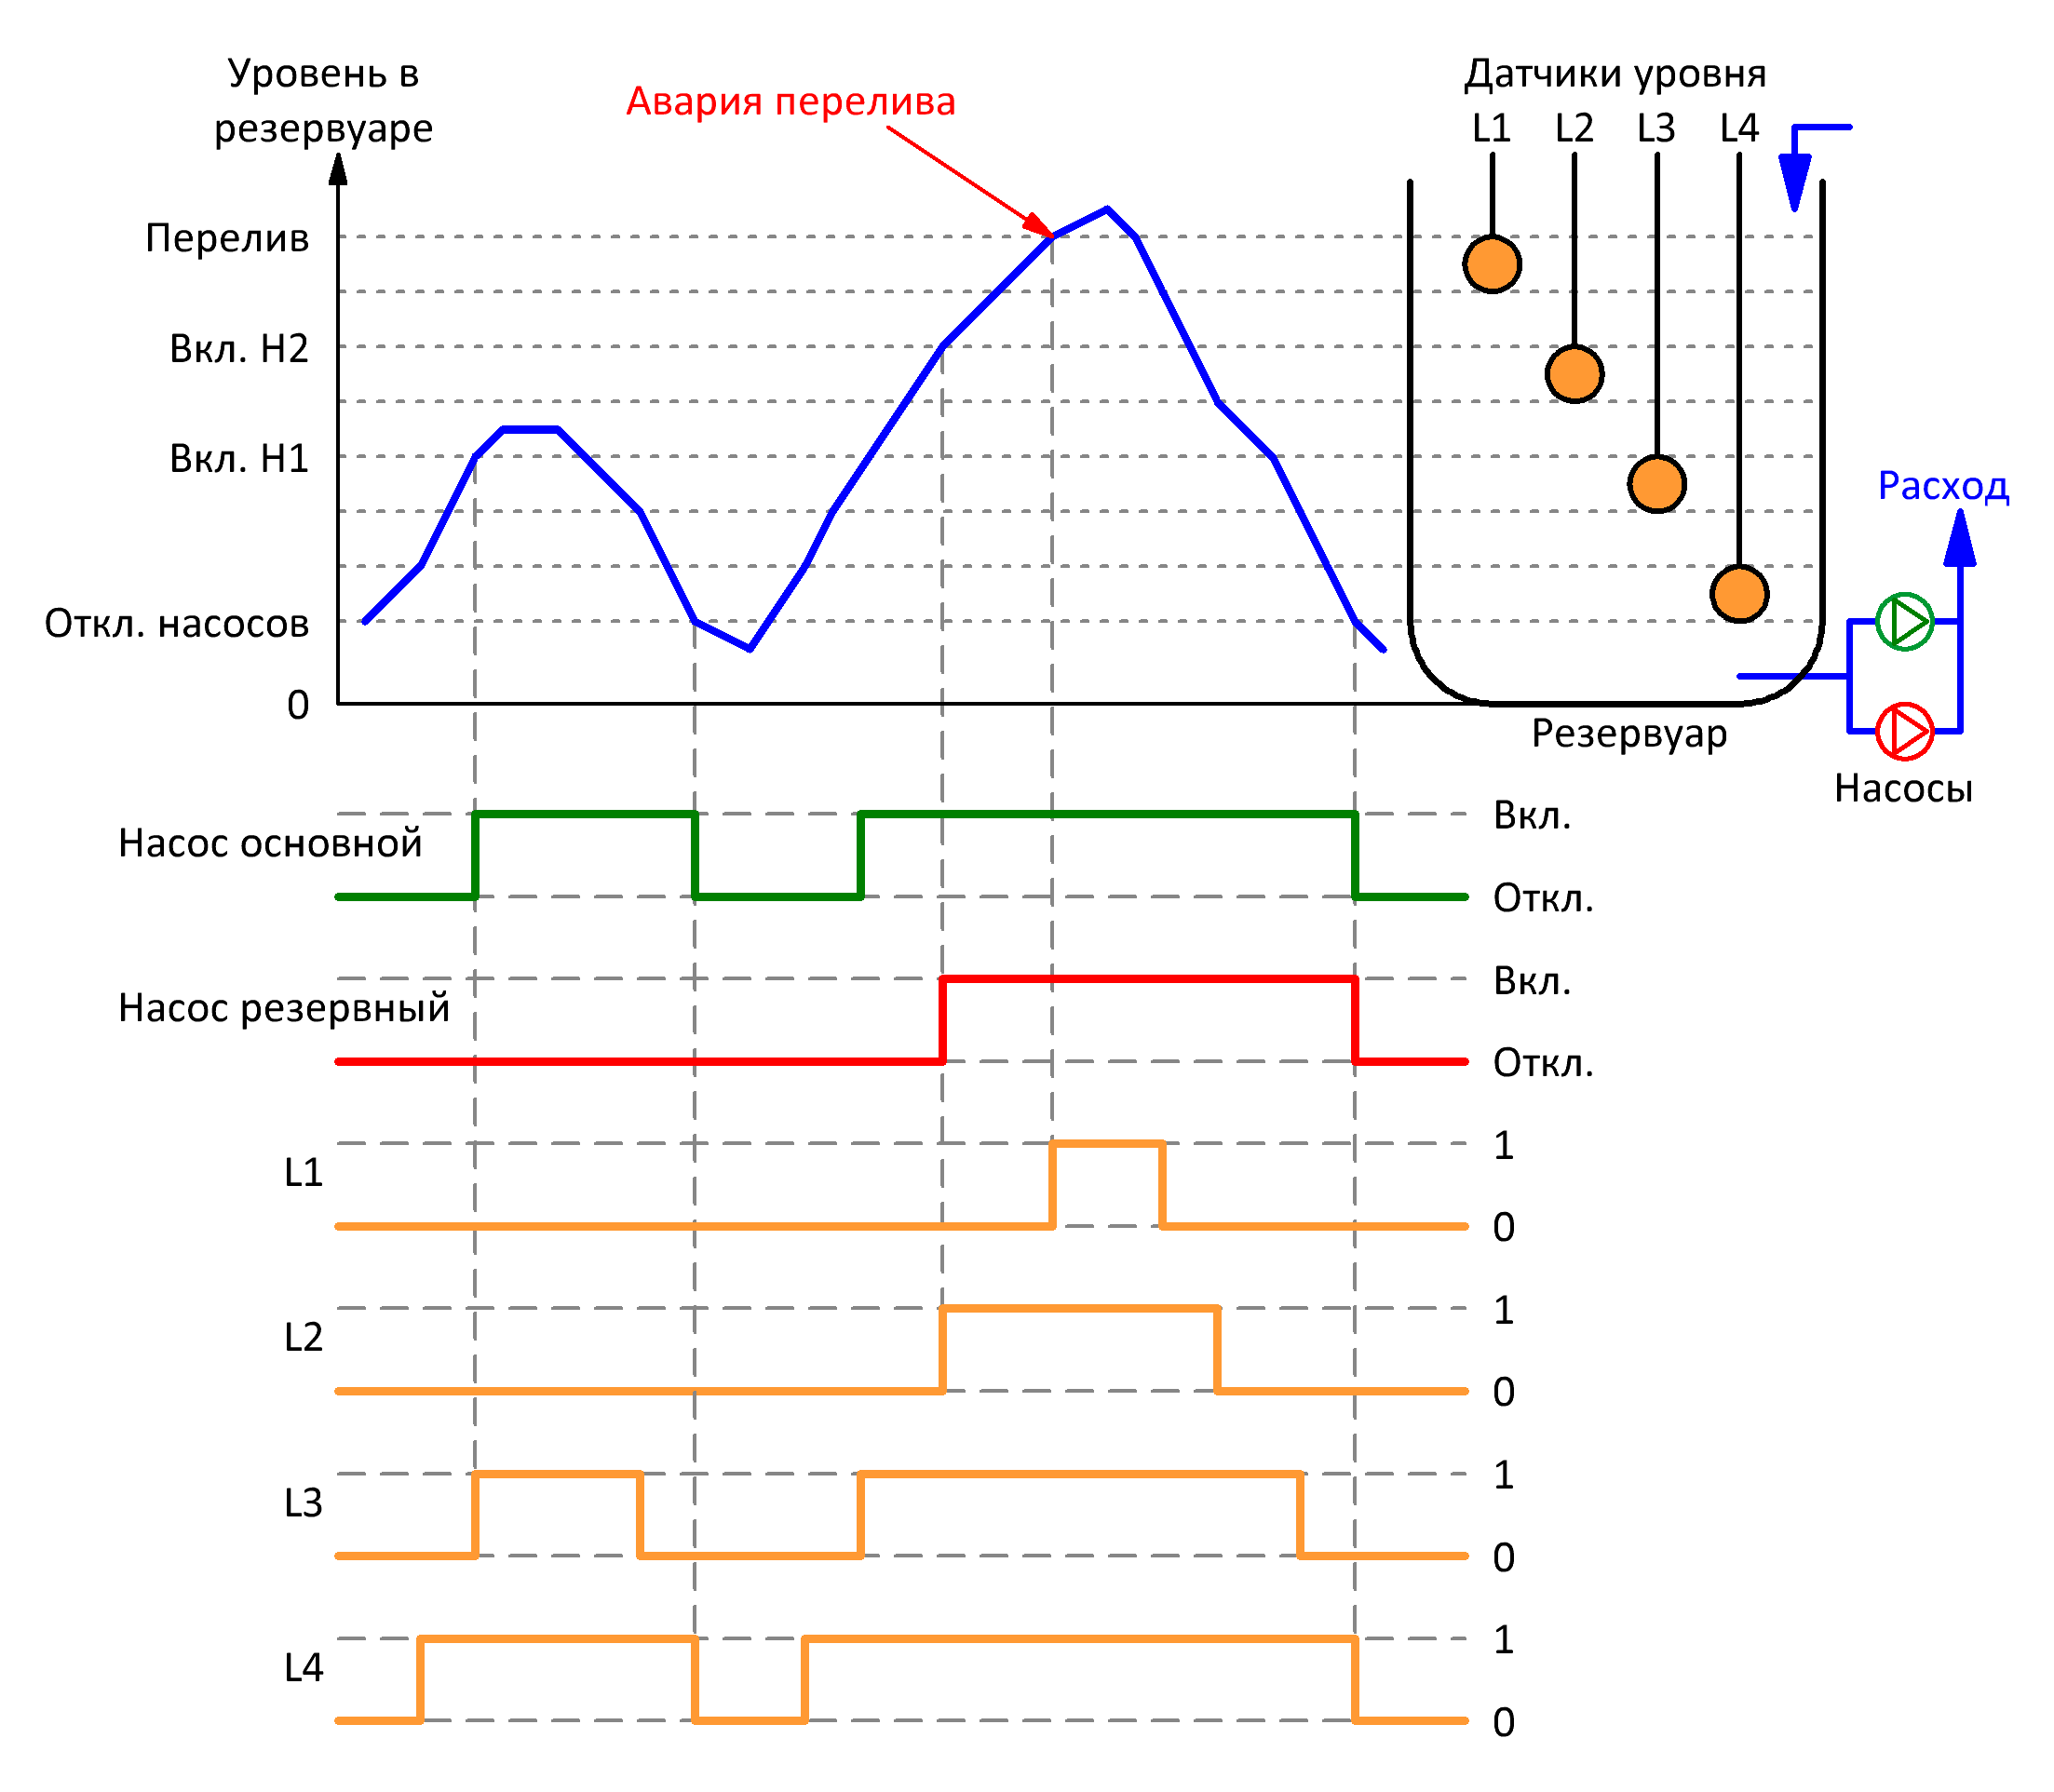 Уровень в
резервуаре
Авария перелива
Датчики уровня
L1 L2 L3 L4
Перелив
Вкл. Н2
Вкл. Н1
Откл. насосов
0
Расход
Резервуар
Насосы
Насос основной
Вкл.
Откл.
Насос резервный
Вкл.
Откл.
L1
1
0
L2
1
0
L3
1
0
L4
1
0